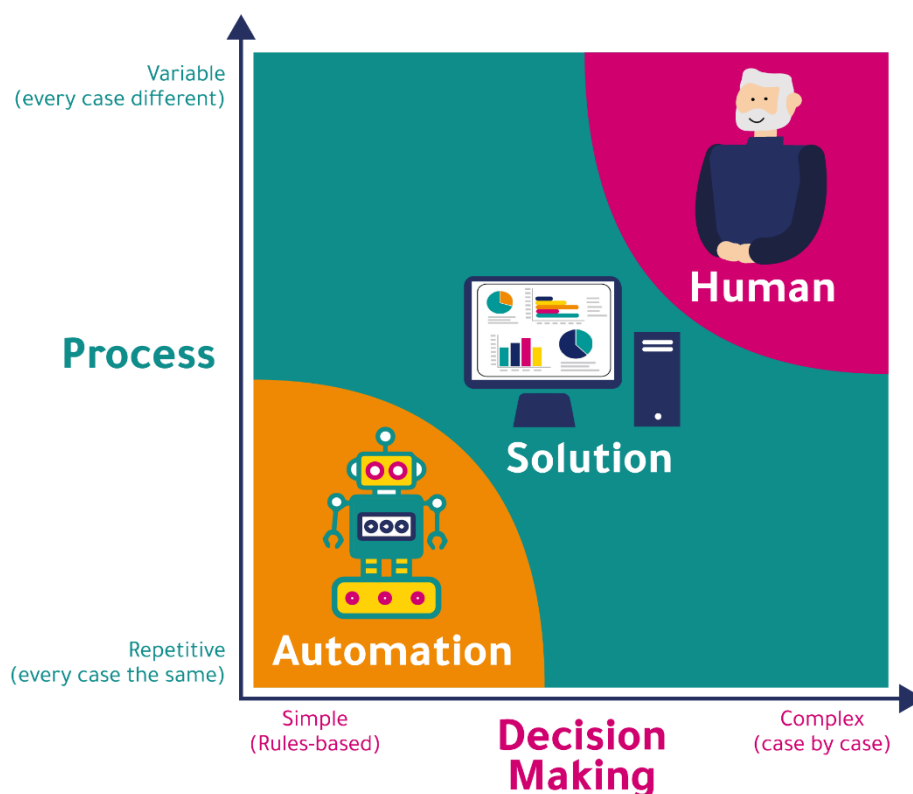 Variable
(every case different)
Human
Process
Solution
Automation
Repetitive
(every case the same)
Simple
(Rules-based)
Decision
Making
Complex
(case by case)